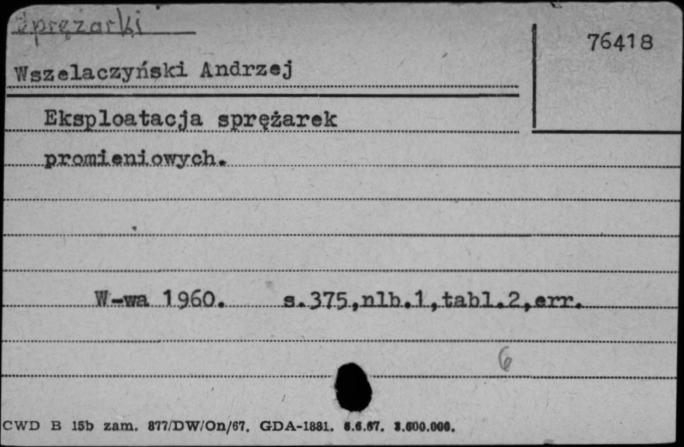 Sprężarki
76418
Wszelaczyński Andrzej
Eksploatacja sprężarek
promieniowych.
W-wa 1960. s.375,nlb.1,tabl.2,err.
6
CWD B 15b zam. 877/DW/On/67. GDA-1881. 6.6.67. 3.600.000.